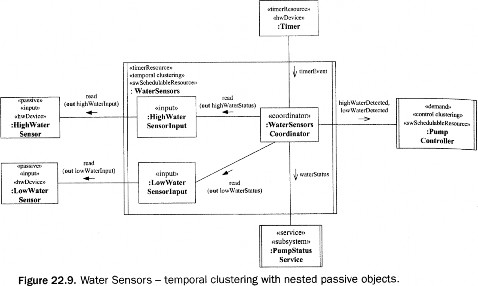 «timerResource»
«hwDevice»
:Timer
timerEvent
«timerResource»
«temporal clustering»
«swSchedulableResource»
: WaterSensors
«passive»
«input»
«hwDevice»
:HighWater
Sensor
read
(out highWaterInput)
«input»
:HighWater
SensorInput
read
(out highWaterStatus)
«coordinator»
:WaterSensors
Coordinator
highWaterDetected,
lowWaterDetected
«demand»
«control clustering»
«swSchedulableResource»
:Pump
Controller
«passive»
«input»
«hwDevice»
:LowWater
Sensor
read
(out lowWaterInput)
«input»
:LowWater
SensorInput
read
(out lowWaterStatus)
waterStatus
«service»
«subsystem»
:PumpStatus
Service
Figure 22.9. Water Sensors – temporal clustering with nested passive objects.